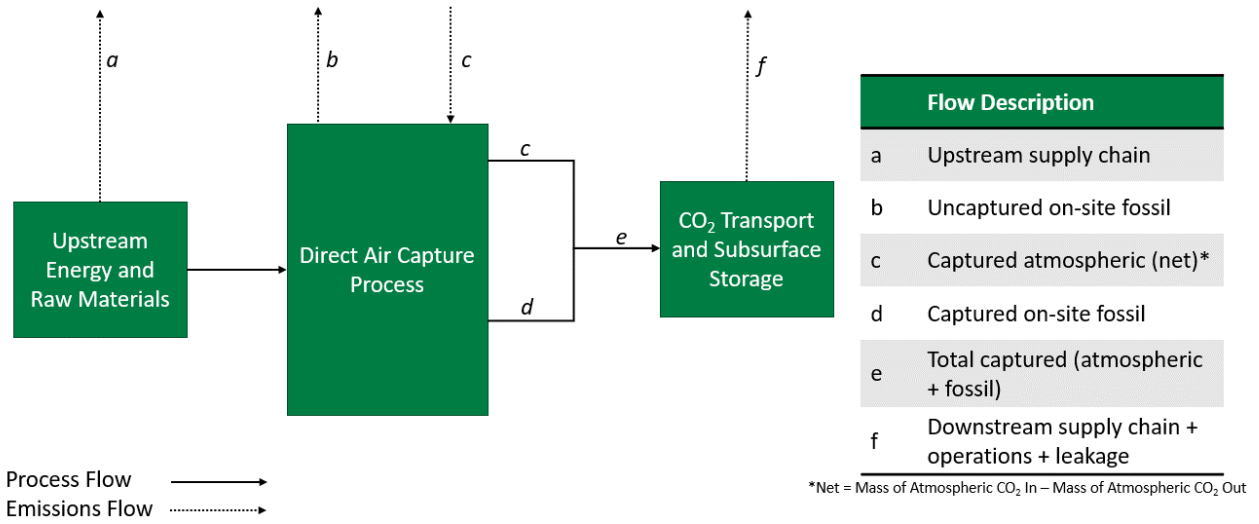 a
b
c
f
Upstream
Energy and
Raw Materials
Direct Air Capture
Process
c
d
e
CO₂ Transport
and Subsurface
Storage
Flow Description
a Upstream supply chain
b Uncaptured on-site fossil
c Captured atmospheric (net)*
d Captured on-site fossil
e Total captured (atmospheric
+ fossil)
f Downstream supply chain +
operations + leakage
*Net = Mass of Atmospheric CO₂ In – Mass of Atmospheric CO₂ Out
Process Flow
Emissions Flow